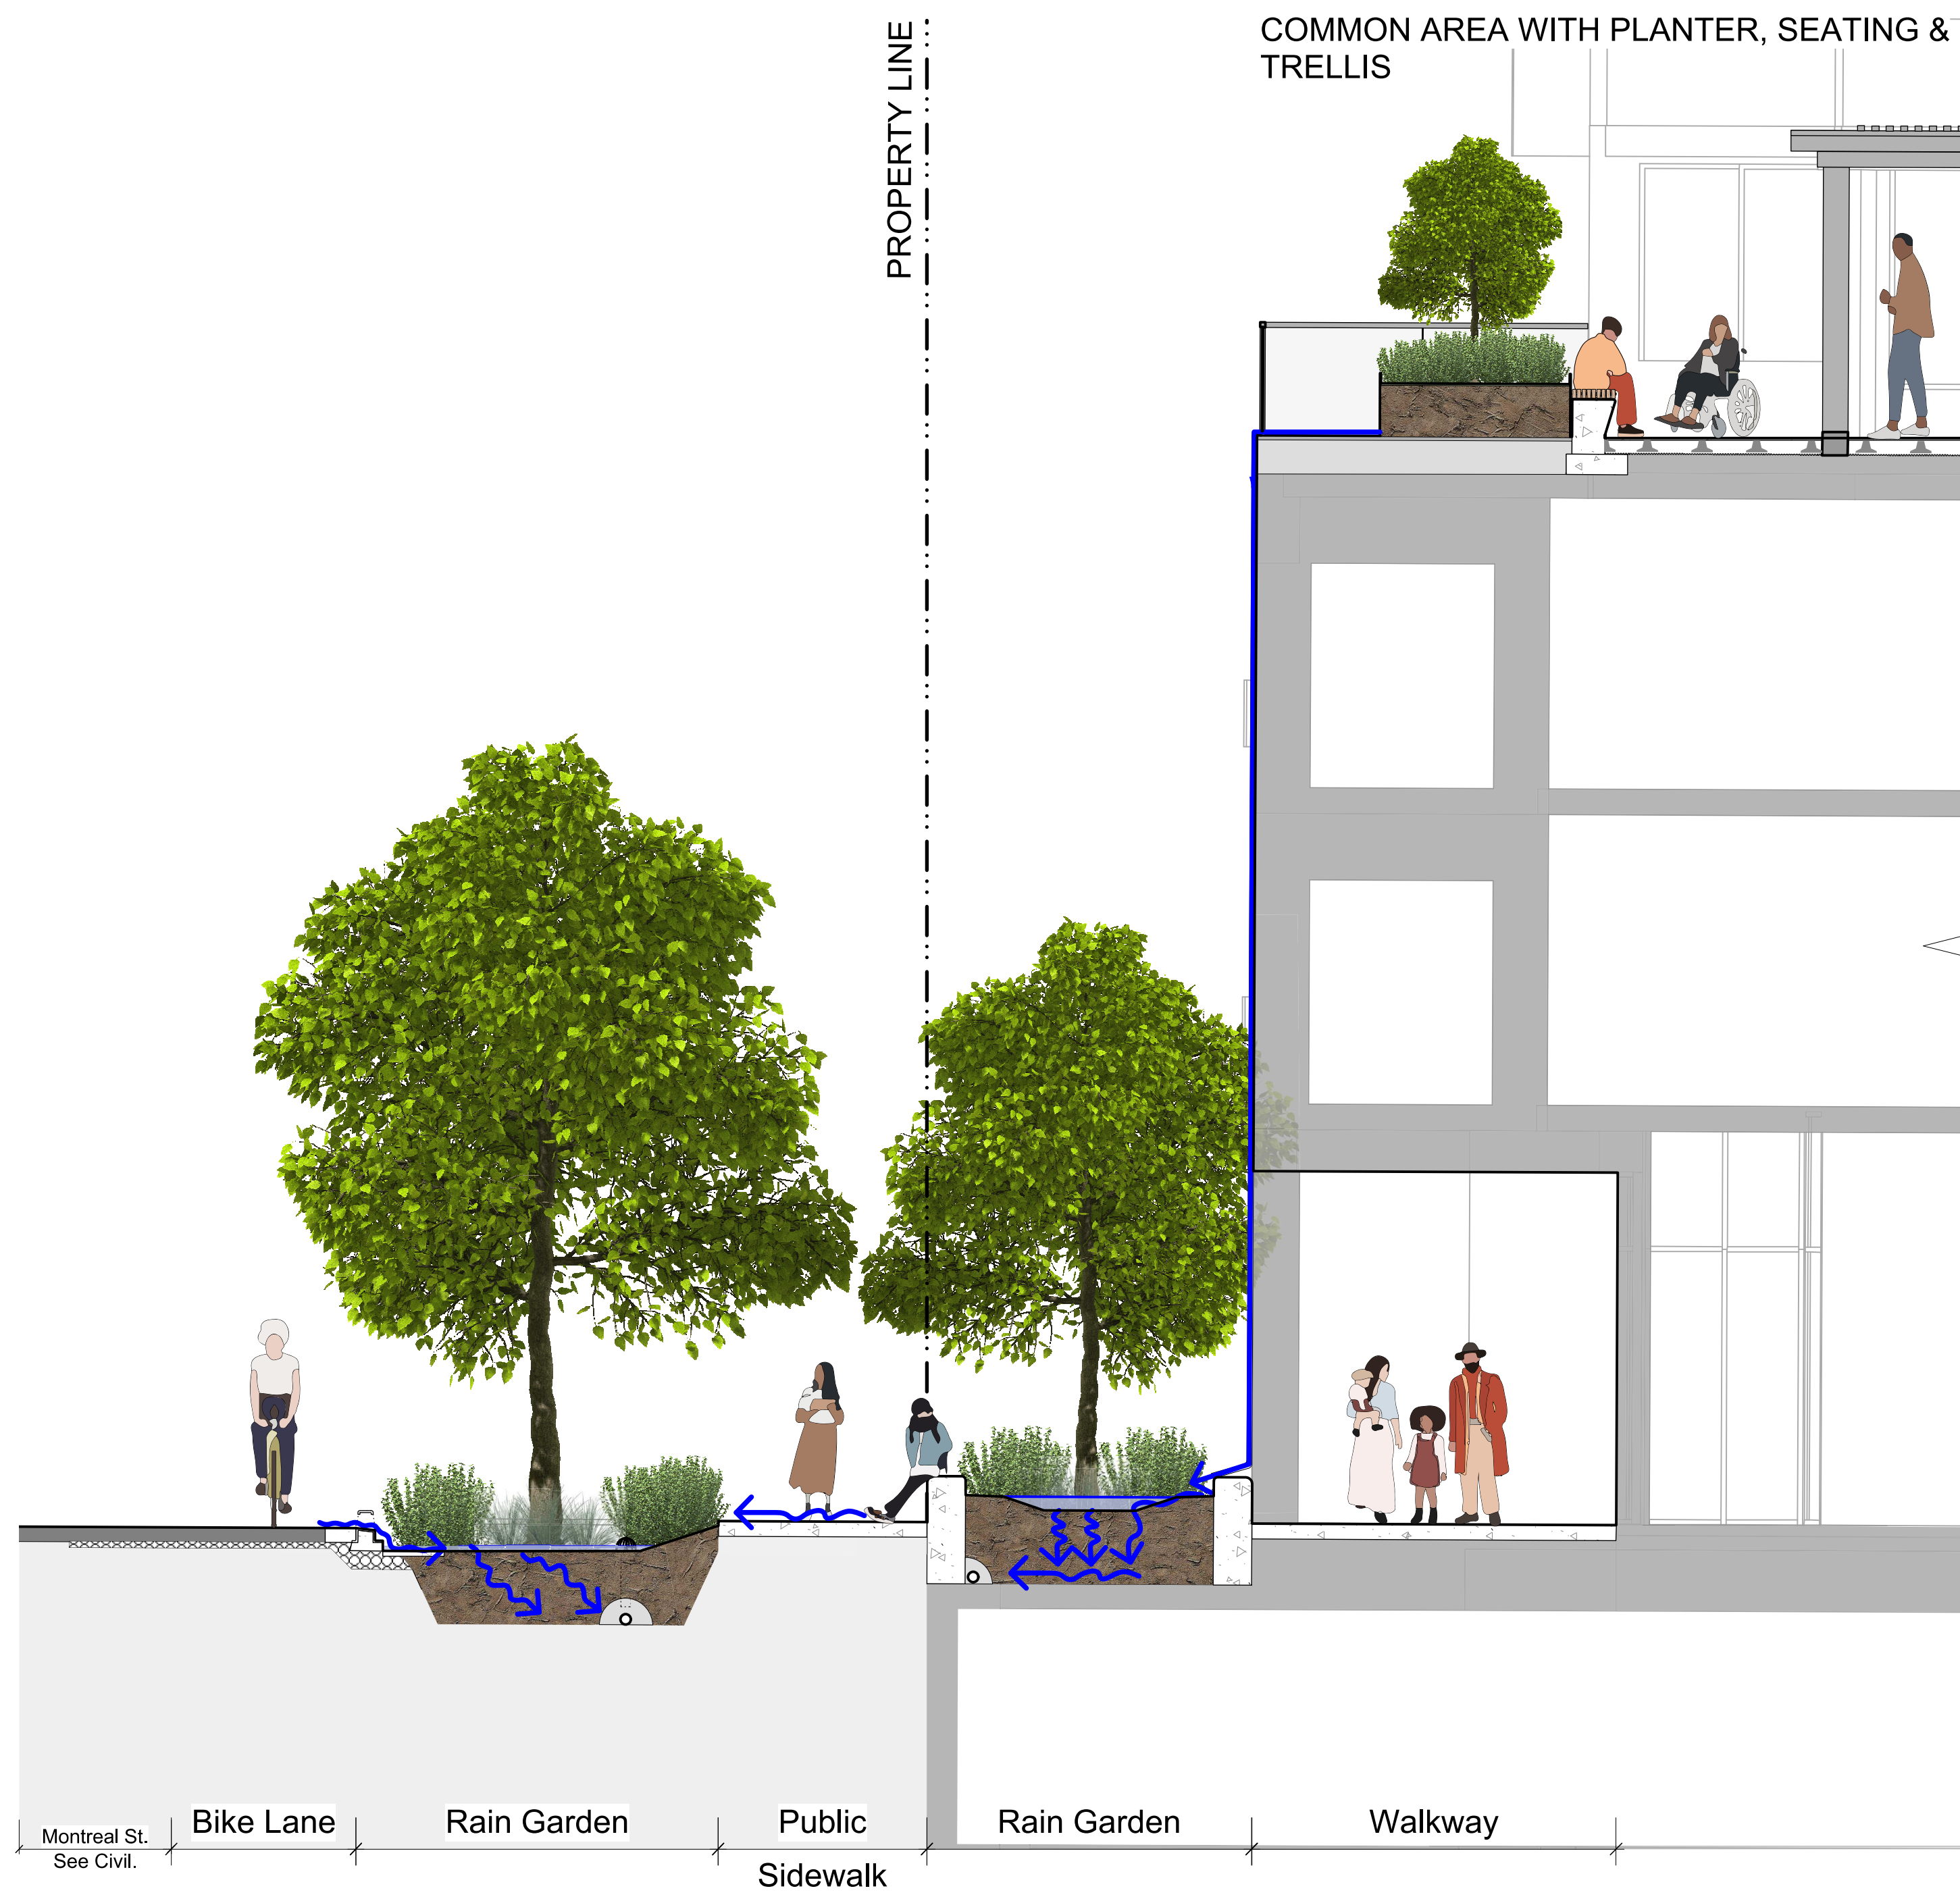 COMMON AREA WITH PLANTER, SEATING &
TRELLIS
PROPERTY LINE
Montreal St.
See Civil.
Bike Lane
Rain Garden
Public
Sidewalk
Rain Garden
Walkway